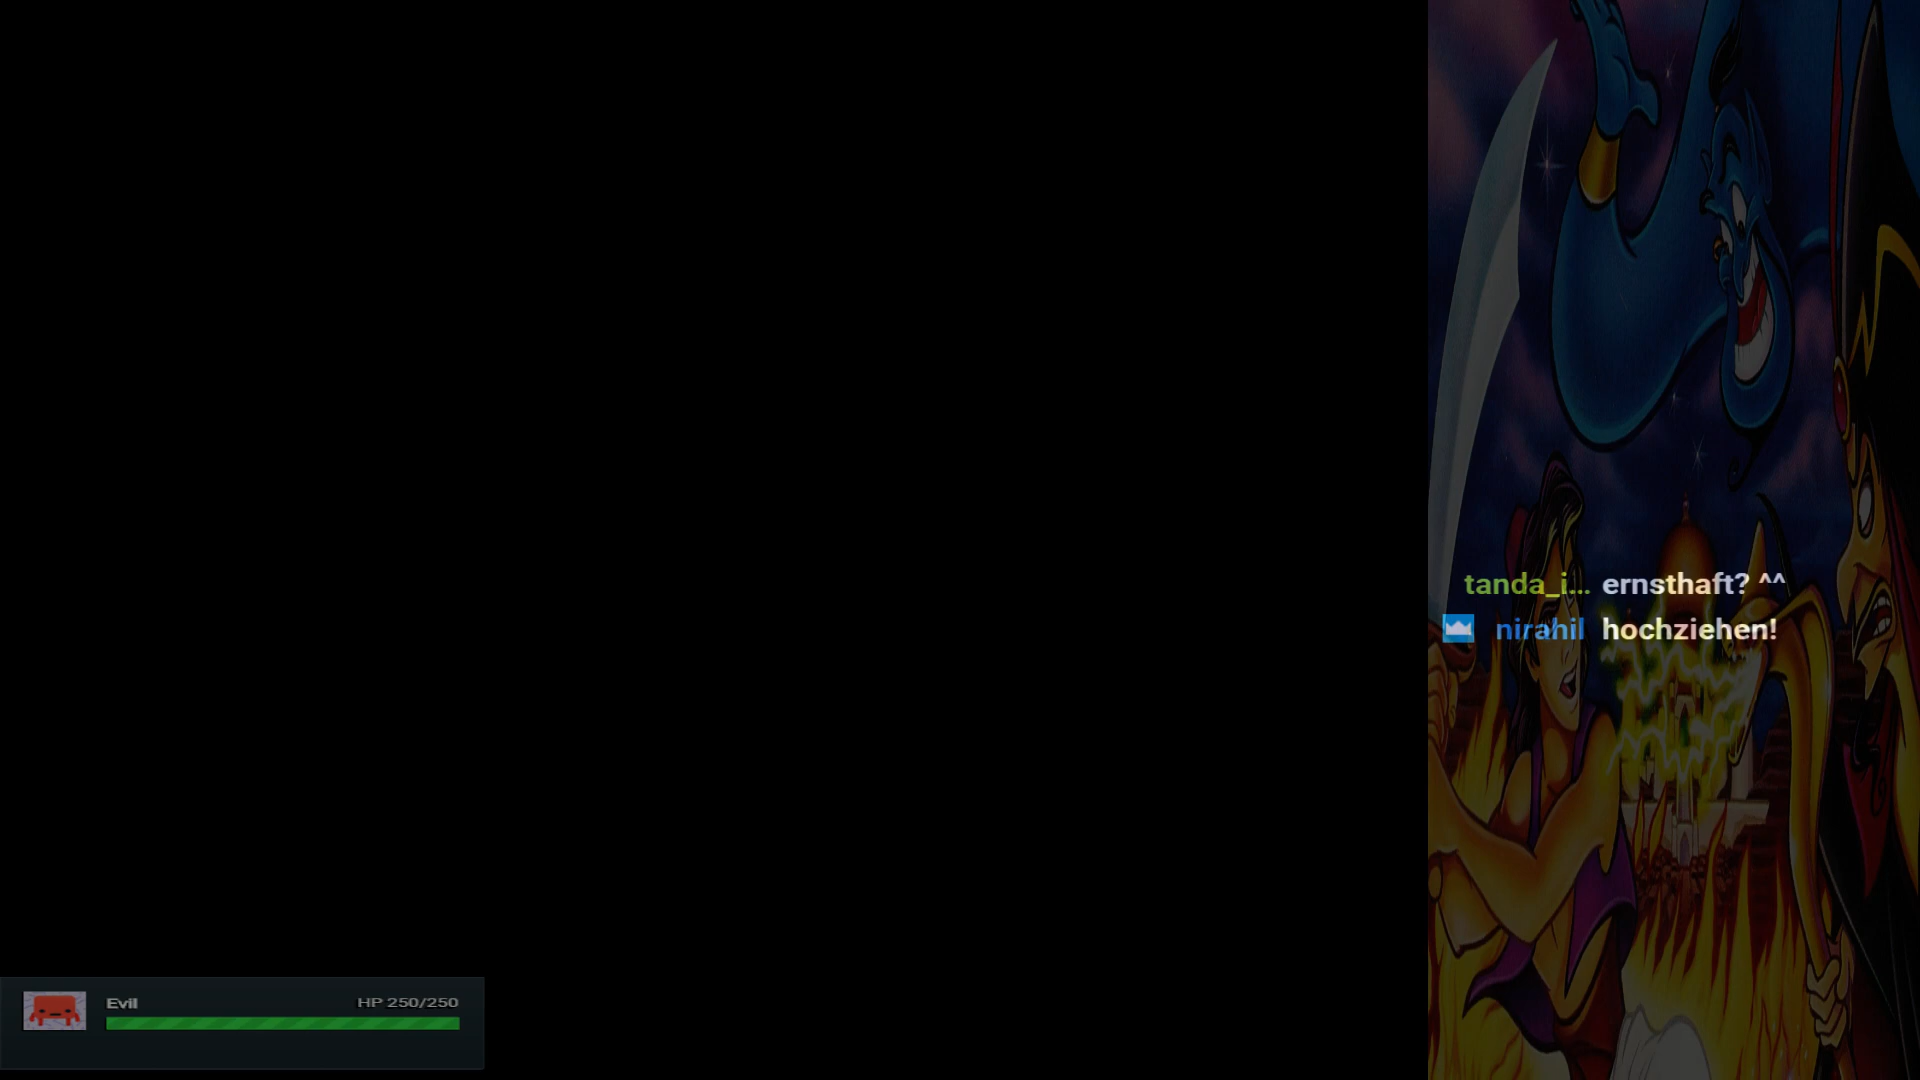 tanda_i... ernsthaft? ^^
nirahil hochziehen!
Evil HP 250/250